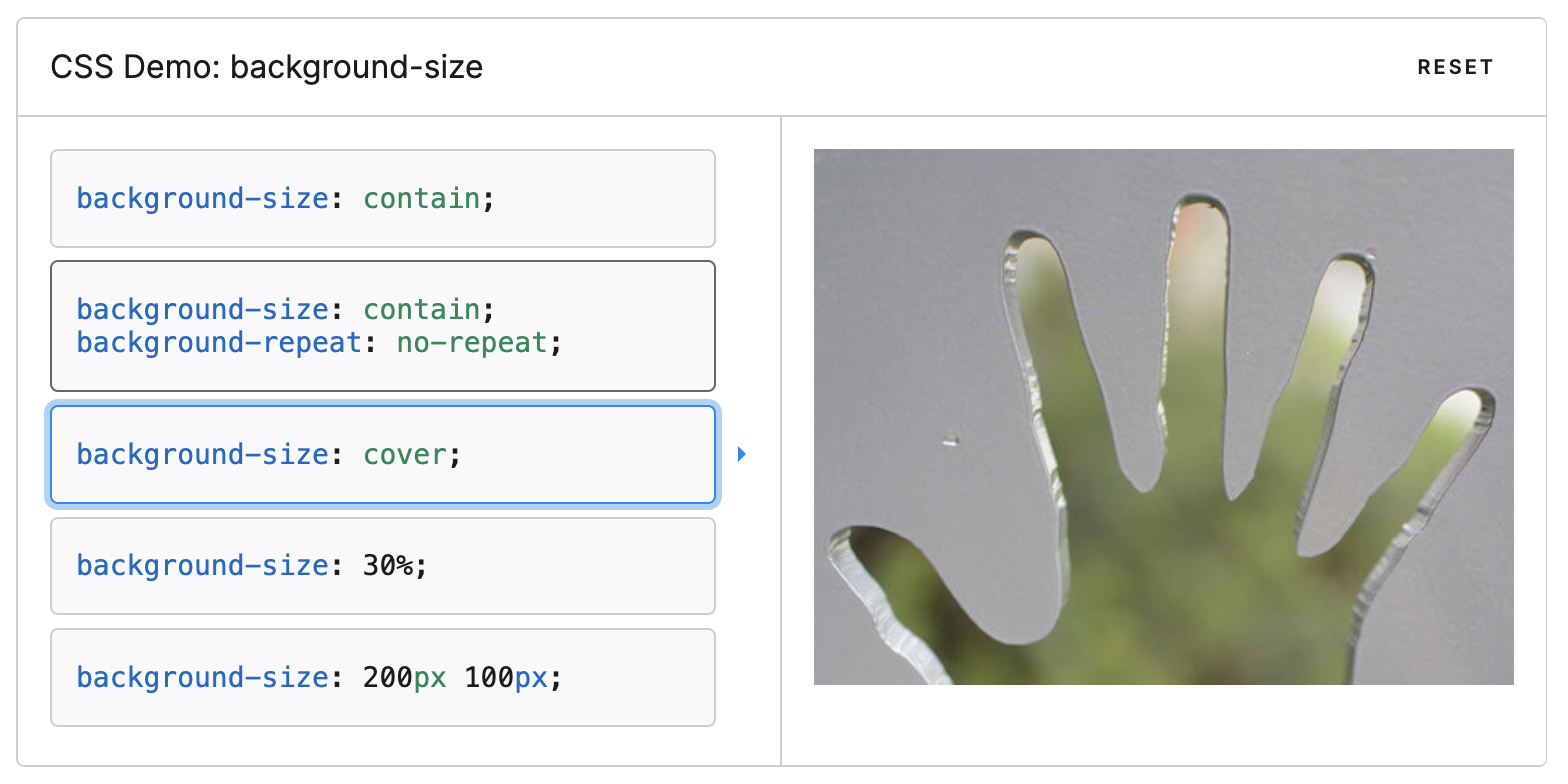 CSS Demo: background-size
RESET
background-size: contain;
background-size: contain;
background-repeat: no-repeat;
background-size: cover;
background-size: 30%;
background-size: 200px 100px;